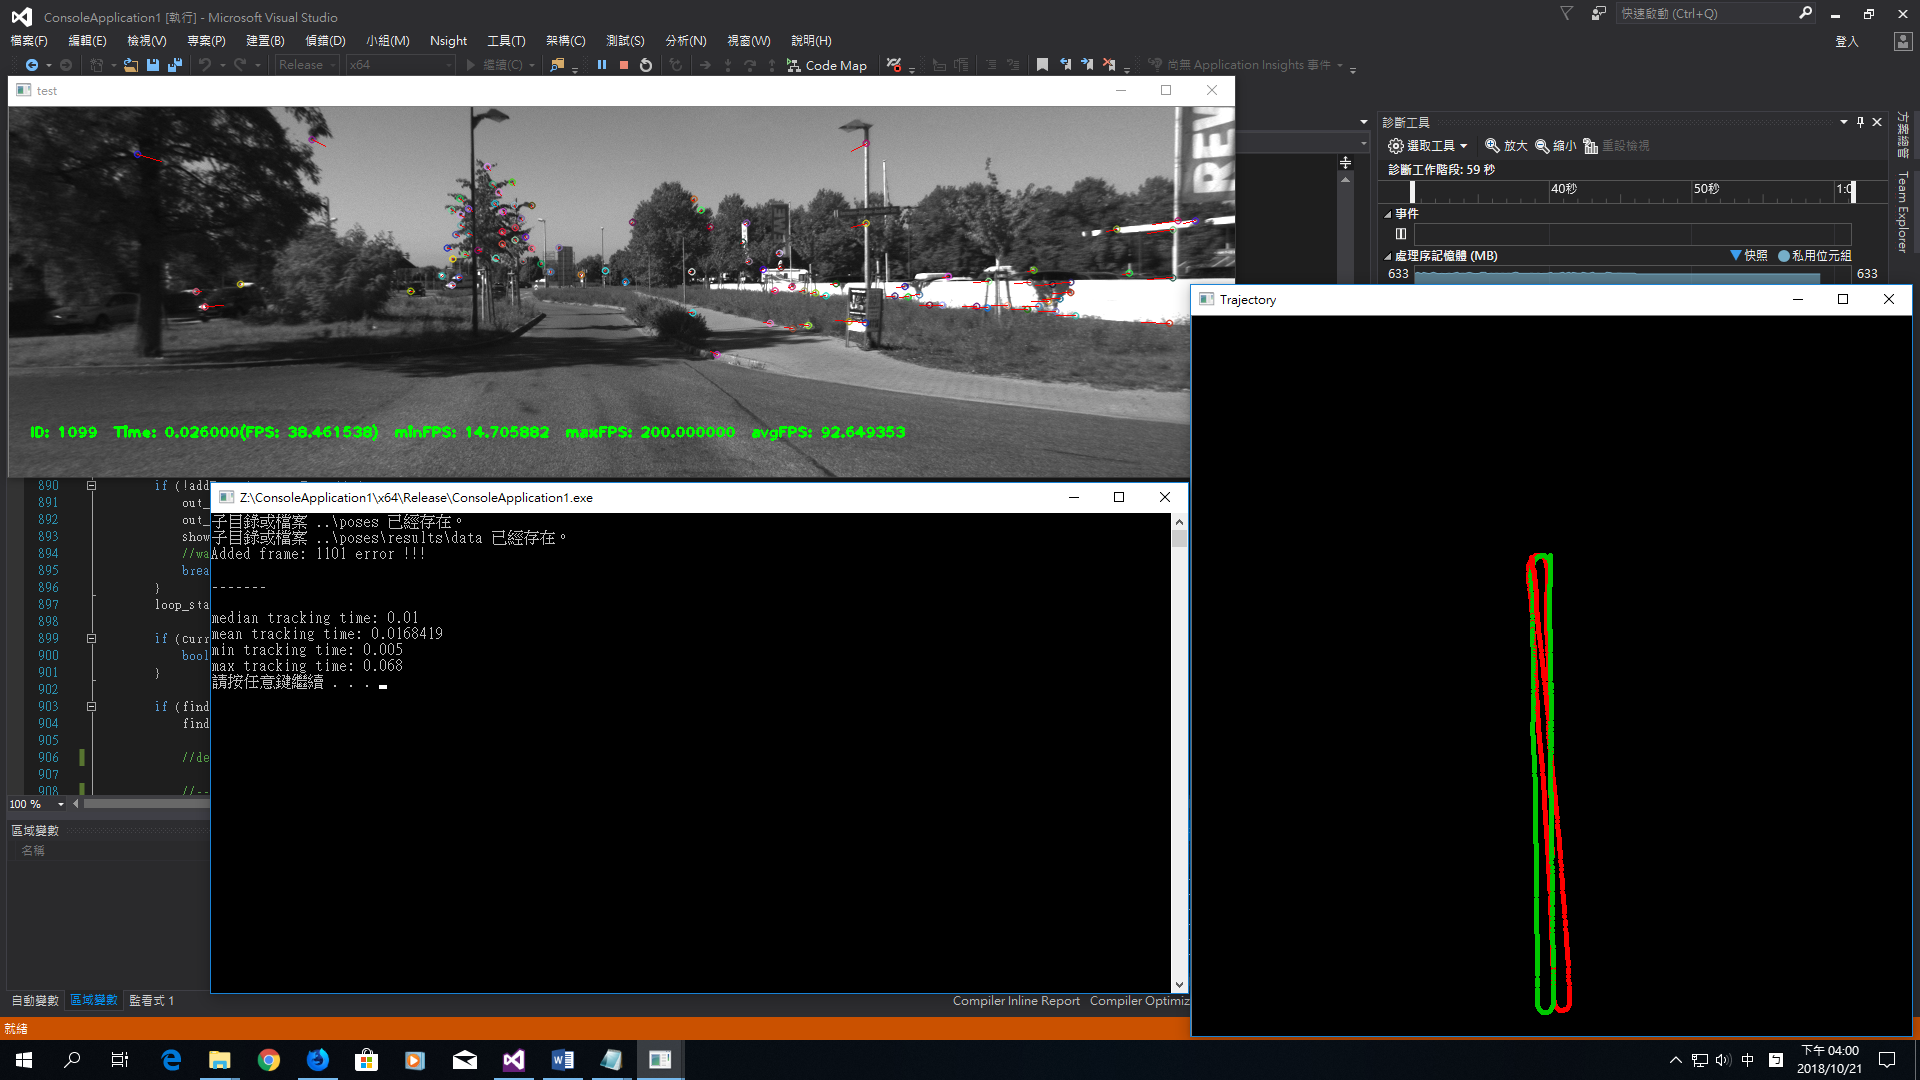 ConsoleApplication1 [執行] - Microsoft Visual Studio
快速啟動 (Ctrl+Q)
檔案(F) 編輯(E) 檢視(V) 專案(P) 建置(B) 偵錯(D) 小組(M) Nsight 工具(T) 架構(C) 測試(S) 分析(N) 視窗(W) 說明(H)
登入
Release x64 繼續(C) Code Map 尚無 Application Insights 事件
test
REW
ID: 1099 Time: 0.026000(FPS: 38.461538) minFPS: 14.705882 maxFPS: 200.000000 avgFPS: 92.649353
診斷工具
選取工具 放大 縮小 重設檢視
診斷工作階段: 59 秒
40秒 50秒 1:0
事件
處理序記憶體 (MB) 快照 私用位元組
633 633
方案總管
Team Explorer
Trajectory
890 if (!add
891 out_
892 out_
893 show
894 //wa
895 brea
896 }
897 loop_sta
898
899 if (curr
900 bool
901 }
902
903 if (find
904 find
905
906 //de
907
908 //--
100 %
Z:\ConsoleApplication1\x64\Release\ConsoleApplication1.exe
子目錄或檔案 ..\poses 已經存在。
子目錄或檔案 ..\poses\results\data 已經存在。
Added frame: 1101 error !!!
-------
median tracking time: 0.01
mean tracking time: 0.0168419
min tracking time: 0.005
max tracking time: 0.068
請按任意鍵繼續 . . .
區域變數
名稱
自動變數 區域變數 監看式 1
Compiler Inline Report Compiler Optimiz
就緒
中
下午 04:00
2018/10/21